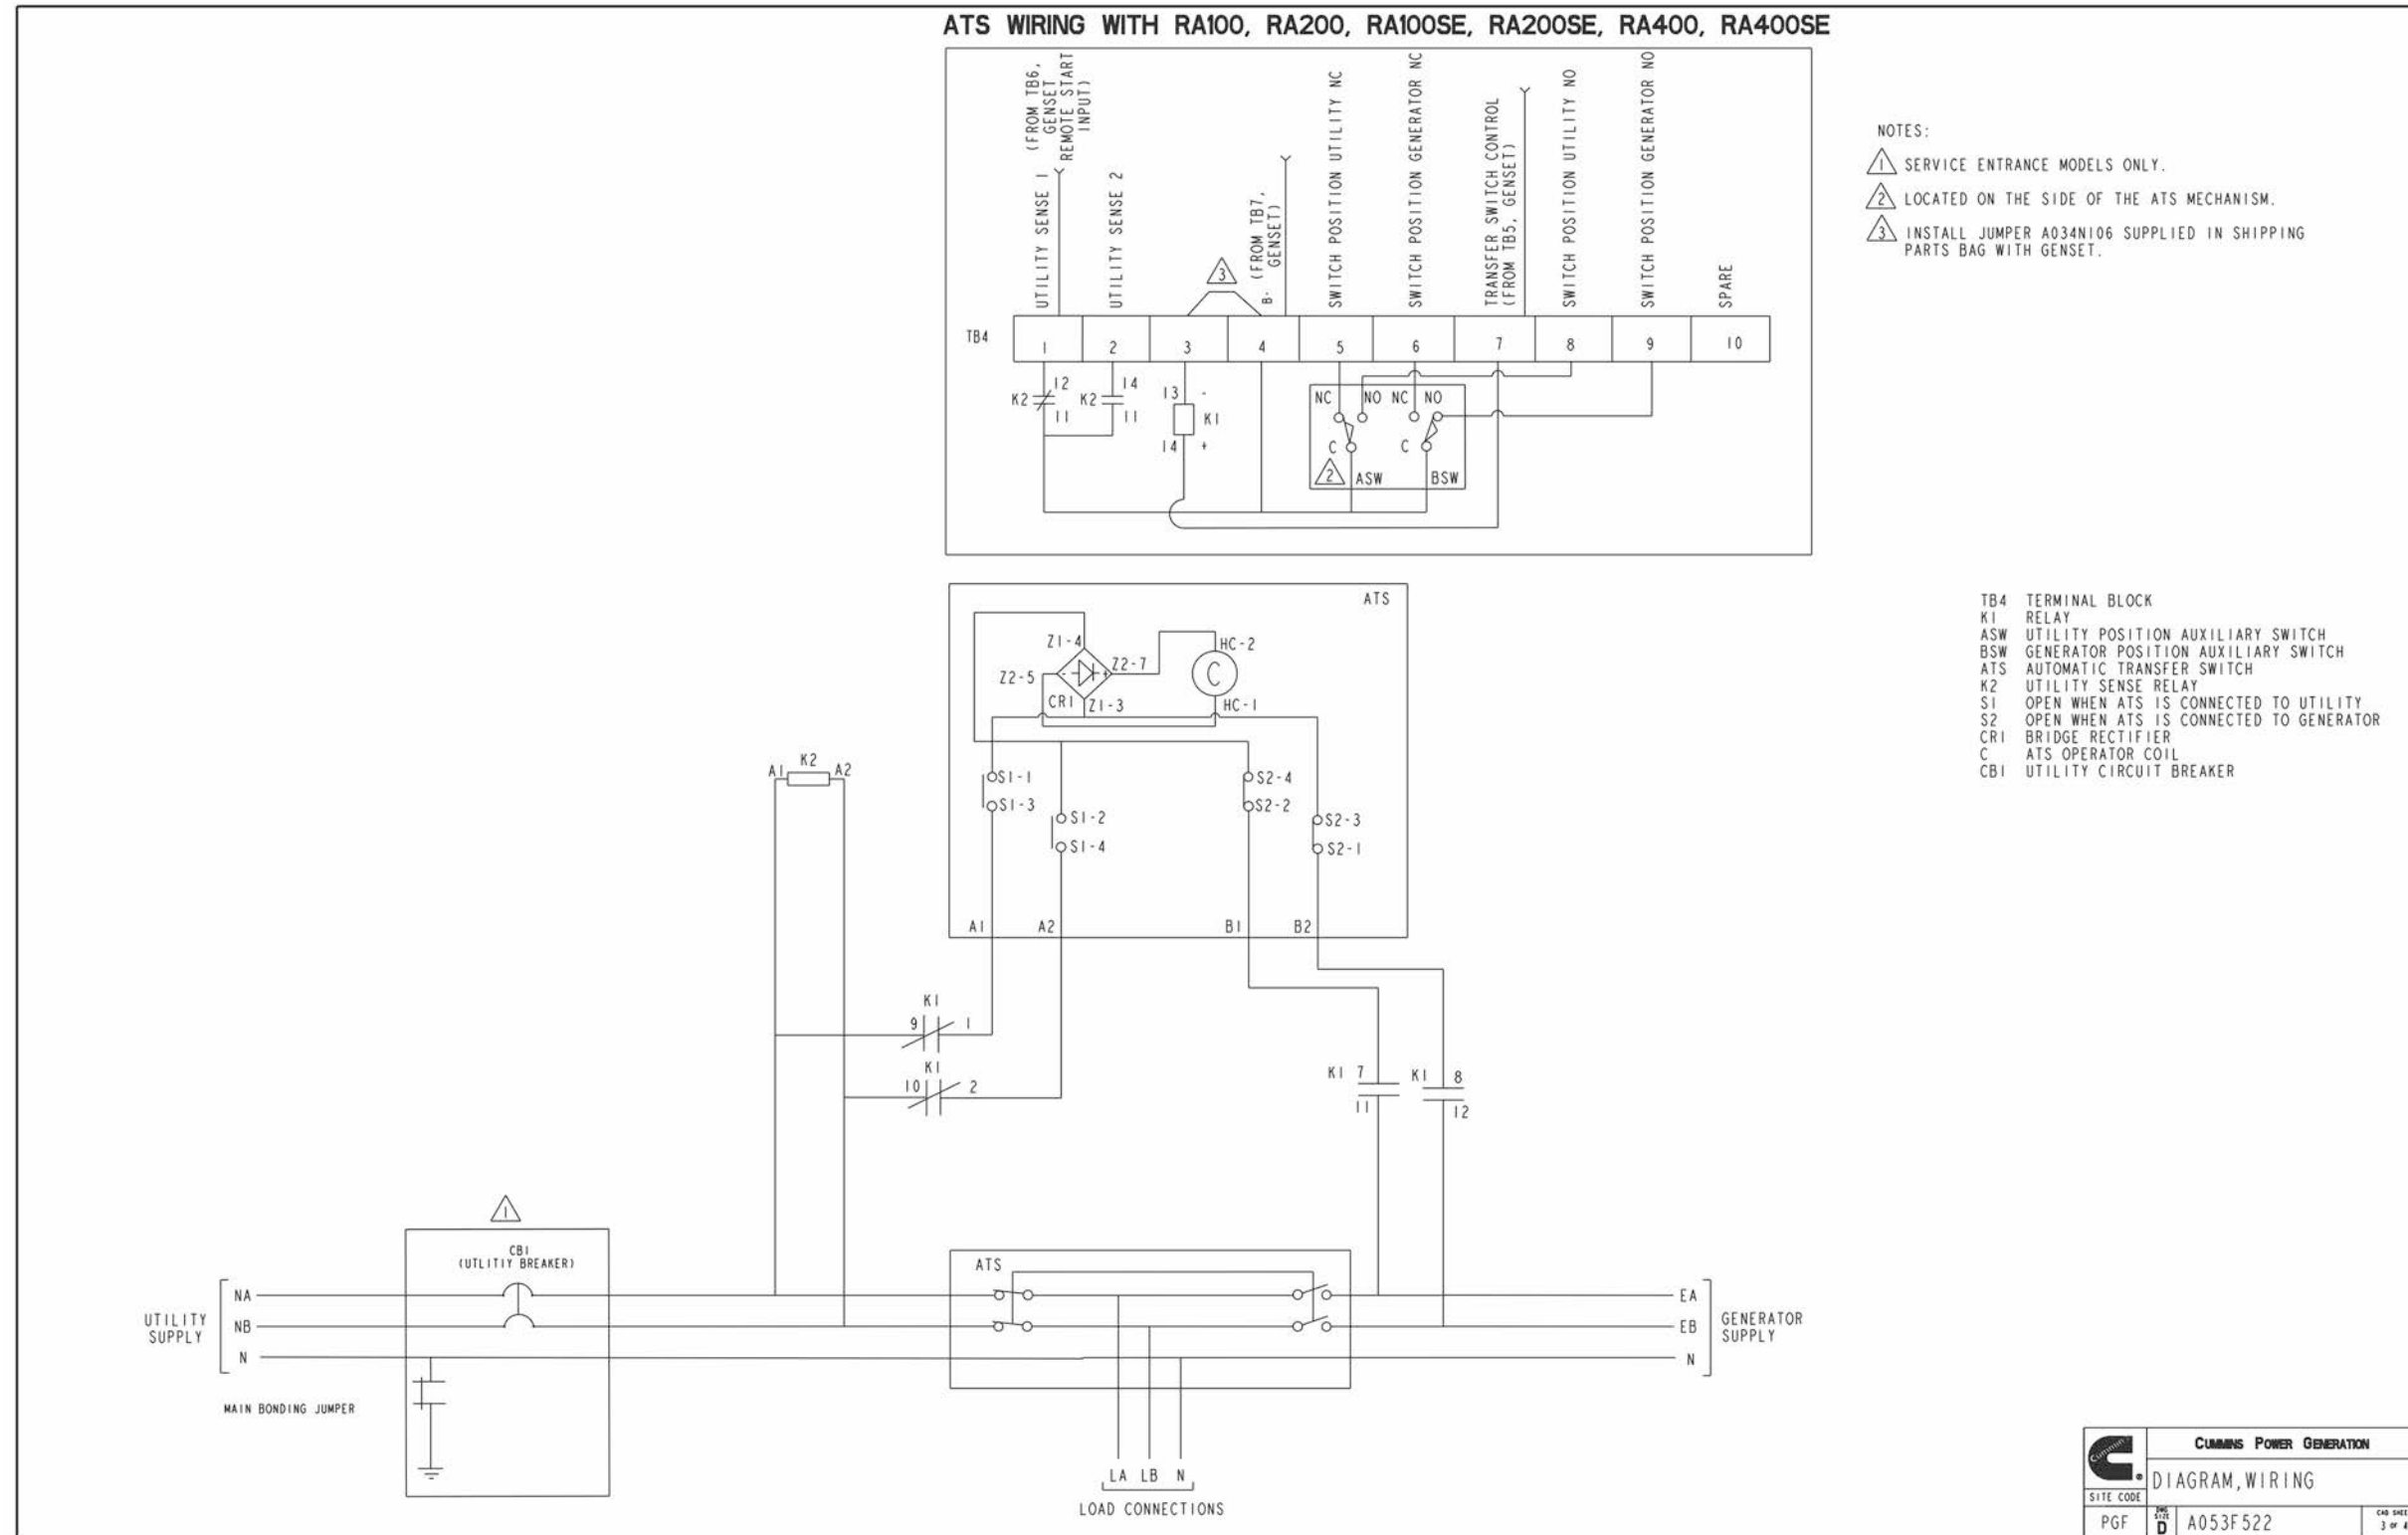 ATS WIRING WITH RA100, RA200, RA100SE, RA200SE, RA400, RA400SE
UTILITY SENSE 1
(FROM TB6,
GENSET
REMOTE START
INPUT)
UTILITY SENSE 2
B-
(FROM TB7,
GENSET)
SWITCH POSITION UTILITY NC
SWITCH POSITION GENERATOR NC
TRANSFER SWITCH CONTROL
(FROM TB5, GENSET)
SWITCH POSITION UTILITY NO
SWITCH POSITION GENERATOR NO
SPARE
3
TB4
1 2 3 4 5 6 7 8 9 10
K2 12
11
K2 14
11
13 -
K1
14 +
NC NO NC NO
C C
2 ASW BSW
NOTES:
1 SERVICE ENTRANCE MODELS ONLY.
2 LOCATED ON THE SIDE OF THE ATS MECHANISM.
3 INSTALL JUMPER A034N106 SUPPLIED IN SHIPPING
PARTS BAG WITH GENSET.
TB4 TERMINAL BLOCK
K1 RELAY
ASW UTILITY POSITION AUXILIARY SWITCH
BSW GENERATOR POSITION AUXILIARY SWITCH
ATS AUTOMATIC TRANSFER SWITCH
K2 UTILITY SENSE RELAY
S1 OPEN WHEN ATS IS CONNECTED TO UTILITY
S2 OPEN WHEN ATS IS CONNECTED TO GENERATOR
CR1 BRIDGE RECTIFIER
C ATS OPERATOR COIL
CB1 UTILITY CIRCUIT BREAKER
ATS
Z1-4
HC-2
Z2-7
Z2-5
- +
C
CR1
Z1-3
HC-1
A1 K2 A2
S1-1
S1-3
S1-2
S1-4
S2-4
S2-2
S2-3
S2-1
A1 A2 B1 B2
K1
9 1
K1
10 2
K1 7
11
K1 8
12
1
CB1
(UTLITIY BREAKER)
ATS
UTILITY
SUPPLY
NA
NB
N
MAIN BONDING JUMPER
EA
EB
N
GENERATOR
SUPPLY
LA LB N
LOAD CONNECTIONS
Cummins
CUMMINS POWER GENERATION
DIAGRAM,WIRING
SITE CODE
PGF
DWG
SIZE
D
A053F522
3 OF